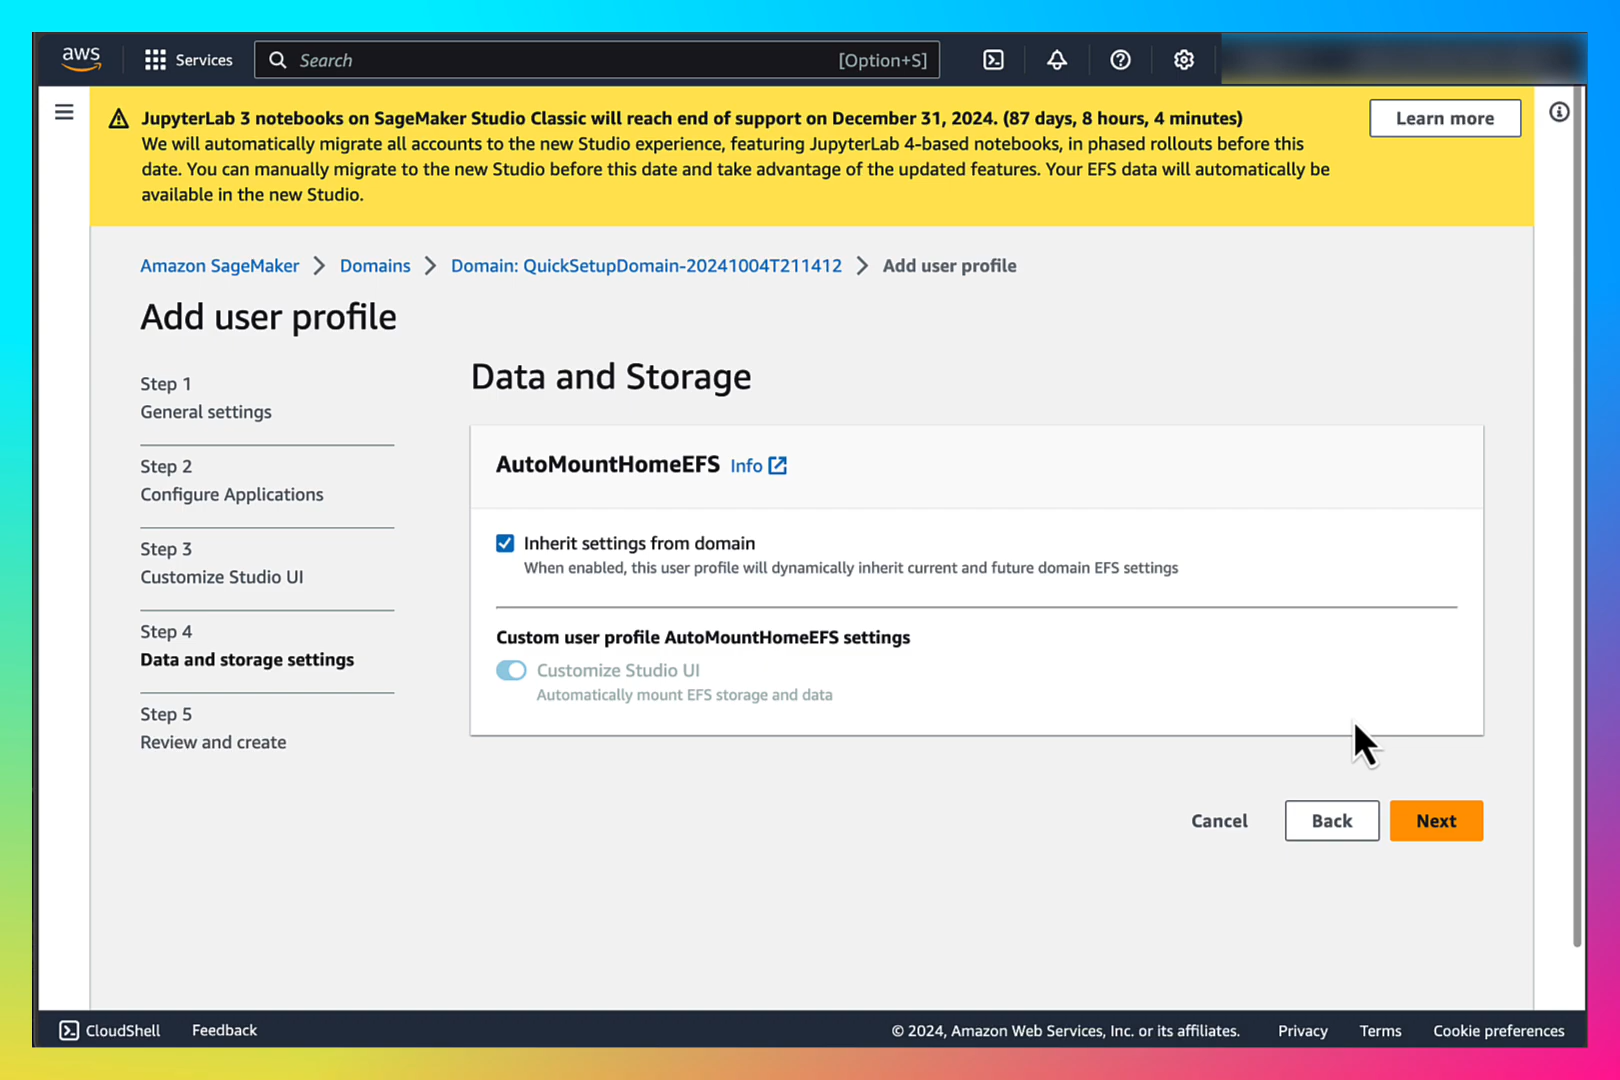 aws
Services
Search
[Option+S]
JupyterLab 3 notebooks on SageMaker Studio Classic will reach end of support on December 31, 2024. (87 days, 8 hours, 4 minutes)
We will automatically migrate all accounts to the new Studio experience, featuring JupyterLab 4-based notebooks, in phased rollouts before this
date. You can manually migrate to the new Studio before this date and take advantage of the updated features. Your EFS data will automatically be
available in the new Studio.
Learn more
Amazon SageMaker
Domains
Domain: QuickSetupDomain-20241004T211412
Add user profile
Add user profile
Step 1
General settings
Step 2
Configure Applications
Step 3
Customize Studio UI
Step 4
Data and storage settings
Step 5
Review and create
Data and Storage
AutoMountHomeEFS Info
Inherit settings from domain
When enabled, this user profile will dynamically inherit current and future domain EFS settings
Custom user profile AutoMountHomeEFS settings
Customize Studio UI
Automatically mount EFS storage and data
Cancel
Back
Next
CloudShell
Feedback
© 2024, Amazon Web Services, Inc. or its affiliates.
Privacy
Terms
Cookie preferences